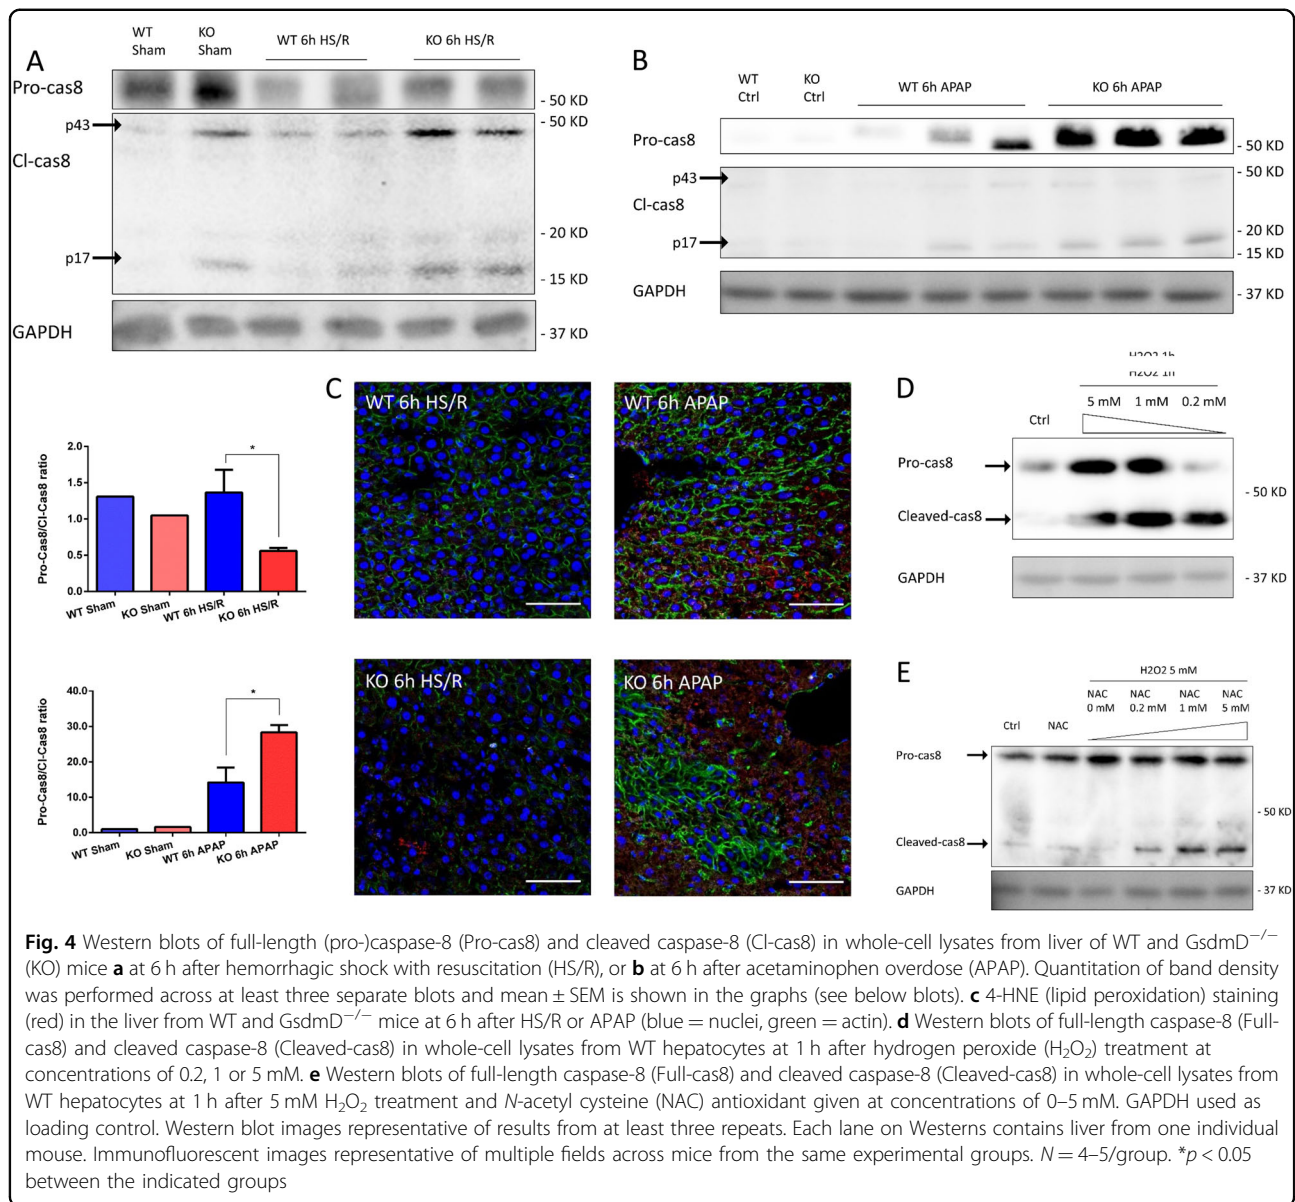 A
WT Sham
KO Sham
WT 6h HS/R
KO 6h HS/R
Pro-cas8
- 50 KD
p43
- 50 KD
Cl-cas8
- 20 KD
p17
- 15 KD
GAPDH
- 37 KD
B
WT Ctrl
KO Ctrl
WT 6h APAP
KO 6h APAP
Pro-cas8
- 50 KD
p43
- 50 KD
Cl-cas8
p17
- 20 KD
- 15 KD
GAPDH
- 37 KD
Pro-Cas8/Cl-Cas8 ratio
2.0
1.5
1.0
0.5
0.0
*
WT Sham
KO Sham
WT 6h HS/R
KO 6h HS/R
Pro-Cas8/Cl-Cas8 ratio
40.0
30.0
20.0
10.0
0.0
*
WT Sham
KO Sham
WT 6h APAP
KO 6h APAP
C
WT 6h HS/R
WT 6h APAP
KO 6h HS/R
KO 6h APAP
D
H2O2 1h
H2O2 1h
Ctrl
5 mM
1 mM
0.2 mM
Pro-cas8
- 50 KD
Cleaved-cas8
GAPDH
- 37 KD
E
H2O2 5 mM
Ctrl
NAC
NAC 0 mM
NAC 0.2 mM
NAC 1 mM
NAC 5 mM
Pro-cas8
- 50 KD
Cleaved-cas8
GAPDH
- 37 KD
Fig. 4 Western blots of full-length (pro-)caspase-8 (Pro-cas8) and cleaved caspase-8 (Cl-cas8) in whole-cell lysates from liver of WT and GsdmD−/−
(KO) mice a at 6 h after hemorrhagic shock with resuscitation (HS/R), or b at 6 h after acetaminophen overdose (APAP). Quantitation of band density
was performed across at least three separate blots and mean ± SEM is shown in the graphs (see below blots). c 4-HNE (lipid peroxidation) staining
(red) in the liver from WT and GsdmD−/− mice at 6 h after HS/R or APAP (blue = nuclei, green = actin). d Western blots of full-length caspase-8 (Full-
cas8) and cleaved caspase-8 (Cleaved-cas8) in whole-cell lysates from WT hepatocytes at 1 h after hydrogen peroxide (H₂O₂) treatment at
concentrations of 0.2, 1 or 5 mM. e Western blots of full-length caspase-8 (Full-cas8) and cleaved caspase-8 (Cleaved-cas8) in whole-cell lysates from
WT hepatocytes at 1 h after 5 mM H₂O₂ treatment and N-acetyl cysteine (NAC) antioxidant given at concentrations of 0–5 mM. GAPDH used as
loading control. Western blot images representative of results from at least three repeats. Each lane on Westerns contains liver from one individual
mouse. Immunofluorescent images representative of multiple fields across mice from the same experimental groups. N = 4–5/group. *p < 0.05
between the indicated groups